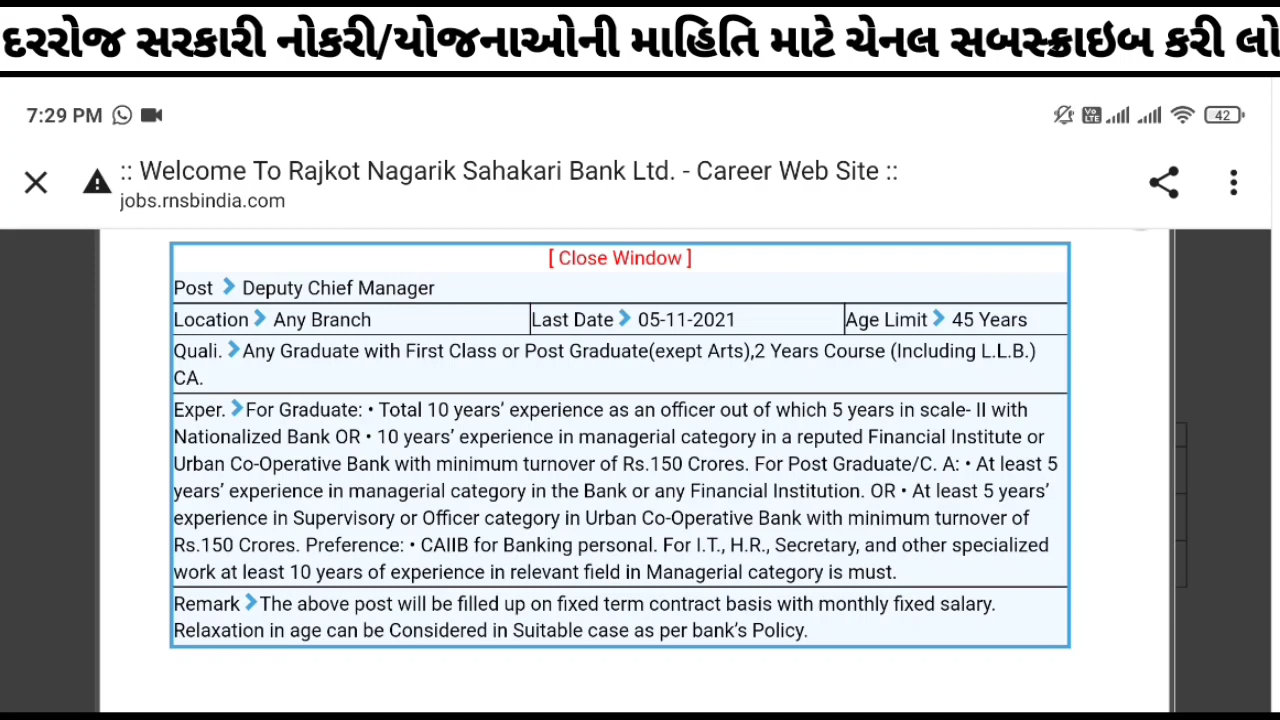 દરરોજ સરકારી નોકરી/યોજનાઓની માહિતિ માટે ચેનલ સબસ્ક્રાઇબ કરી લો
7:29 PM
Vo LTE
42
:: Welcome To Rajkot Nagarik Sahakari Bank Ltd. - Career Web Site ::
jobs.rnsbindia.com
[ Close Window ]
Post Deputy Chief Manager
Location Any Branch Last Date 05-11-2021 Age Limit 45 Years
Quali. Any Graduate with First Class or Post Graduate(exept Arts),2 Years Course (Including L.L.B.)
CA.
Exper. For Graduate: • Total 10 years’ experience as an officer out of which 5 years in scale- II with
Nationalized Bank OR • 10 years’ experience in managerial category in a reputed Financial Institute or
Urban Co-Operative Bank with minimum turnover of Rs.150 Crores. For Post Graduate/C. A: • At least 5
years’ experience in managerial category in the Bank or any Financial Institution. OR • At least 5 years’
experience in Supervisory or Officer category in Urban Co-Operative Bank with minimum turnover of
Rs.150 Crores. Preference: • CAIIB for Banking personal. For I.T., H.R., Secretary, and other specialized
work at least 10 years of experience in relevant field in Managerial category is must.
Remark The above post will be filled up on fixed term contract basis with monthly fixed salary.
Relaxation in age can be Considered in Suitable case as per bank’s Policy.